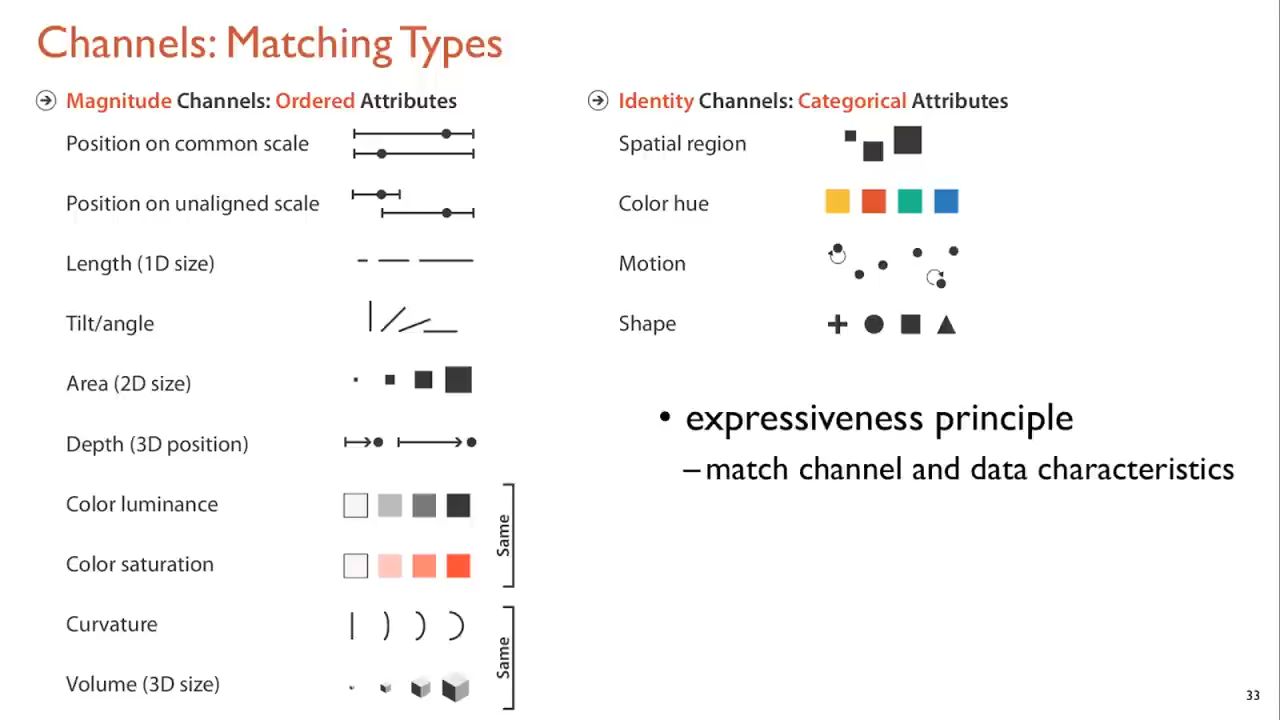 Channels: Matching Types
Magnitude Channels: Ordered Attributes
Position on common scale
Position on unaligned scale
Length (1D size)
Tilt/angle
Area (2D size)
Depth (3D position)
Color luminance
Color saturation
Same
Curvature
Volume (3D size)
Same
Identity Channels: Categorical Attributes
Spatial region
Color hue
Motion
Shape
• expressiveness principle
– match channel and data characteristics
33